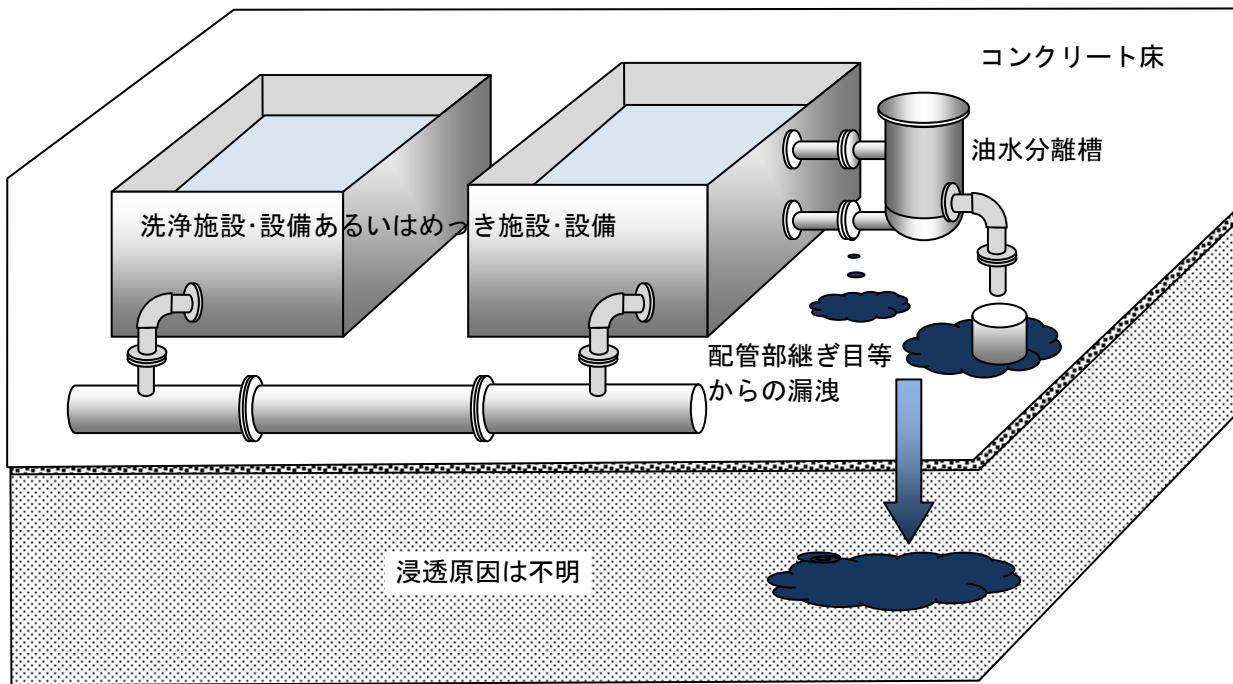 コンクリート床
油水分離槽
洗浄施設･設備あるいはめっき施設･設備
配管部継ぎ目等
からの漏洩
浸透原因は不明